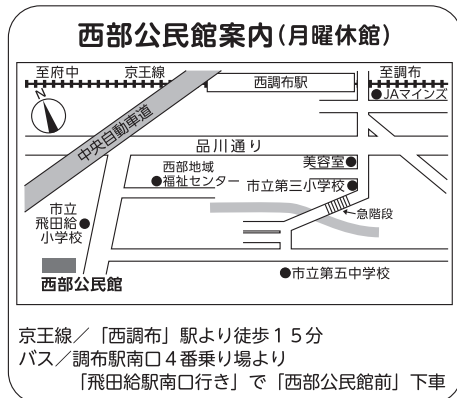 西部公民館案内(月曜休館)
至府中
京王線
西調布駅
至調布
●JAマインズ
N
中央自動車道
品川通り
美容室●
西部地域
●福祉センター
市立第三小学校●
急階段
市立
飛田給●
小学校
西部公民館
●市立第五中学校
京王線/「西調布」駅より徒歩15分
バス/調布駅南口4番乗り場より
「飛田給駅南口行き」で「西部公民館前」下車